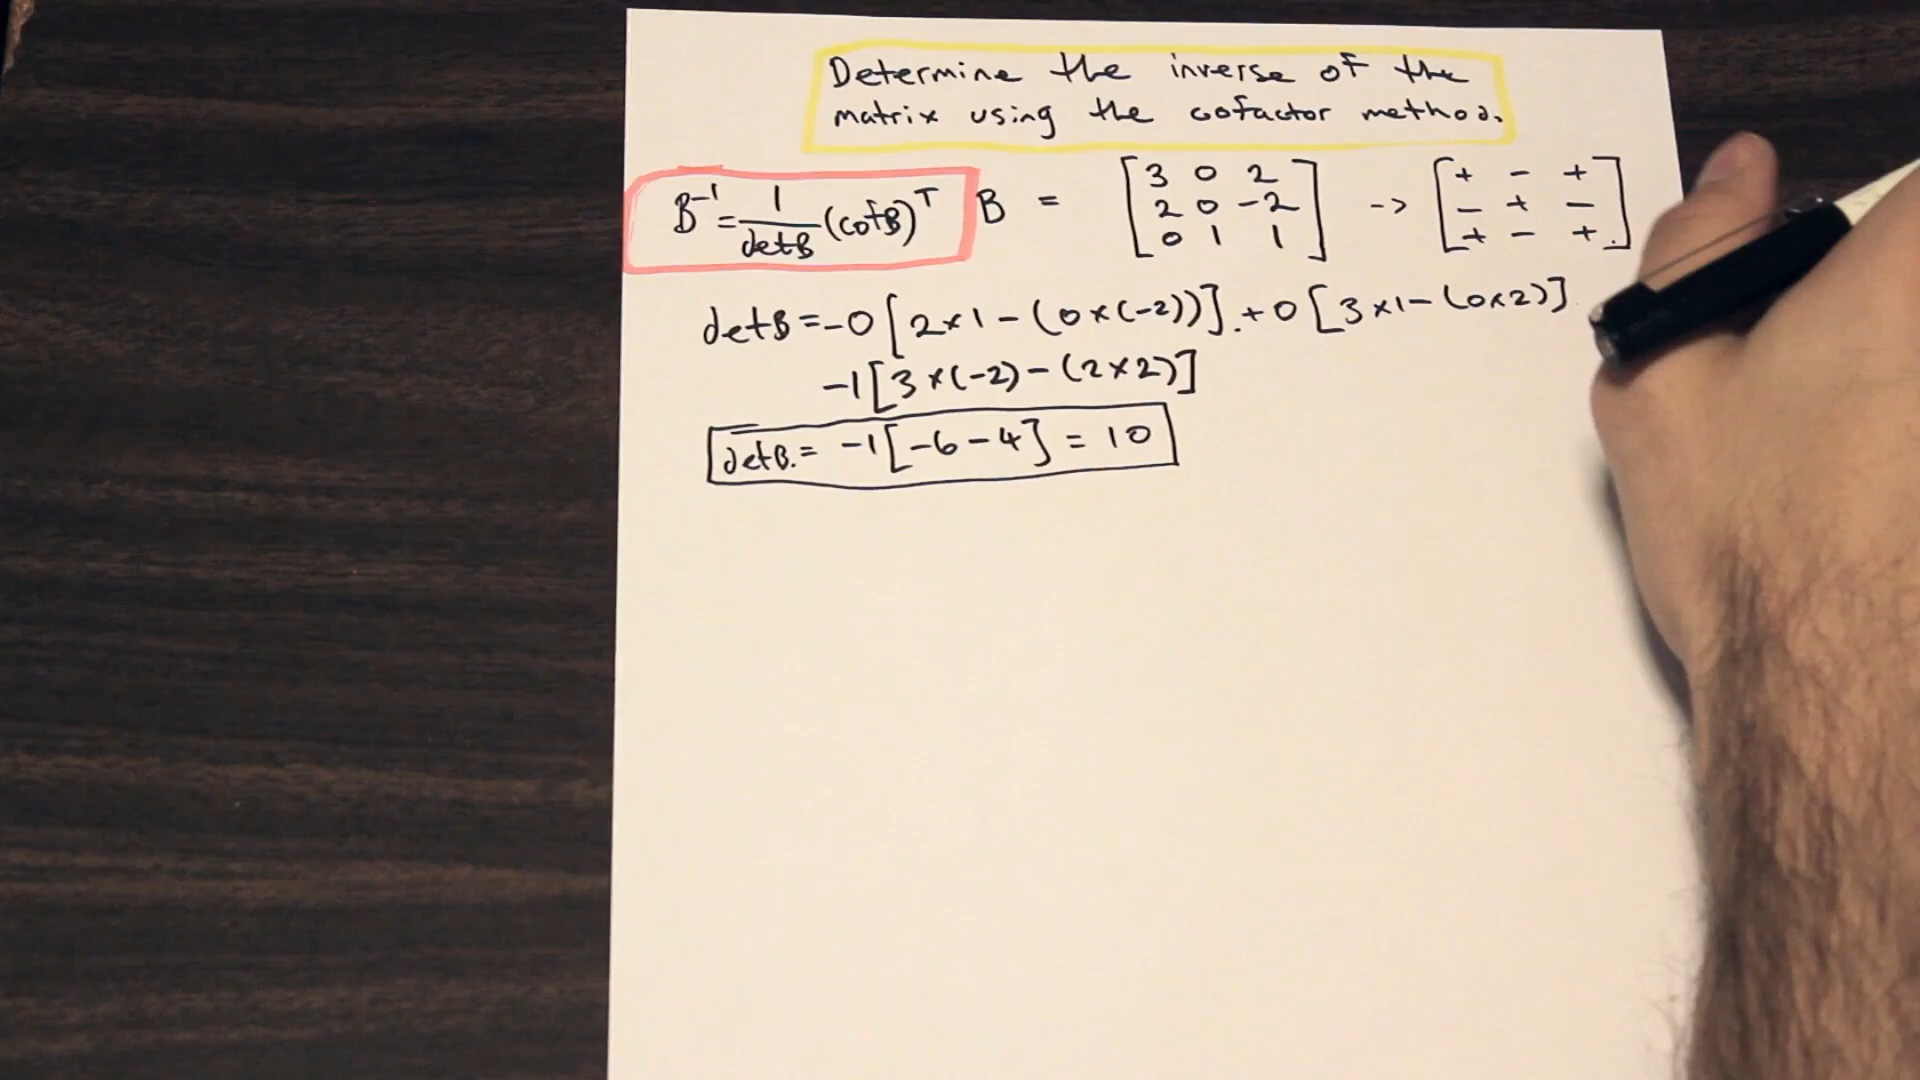 Determine the inverse of the
matrix using the cofactor method.
B⁻¹ = 1/detB (cofB)ᵀ B = [3 0 2 -> [+ - +
2 0 -2 - + -
0 1 1] + - +]
detB = -0[2×1 - (0×(-2))] + 0[3×1 - (0×2)]
-1[3×(-2) - (2×2)]
detB = -1[-6-4] = 10